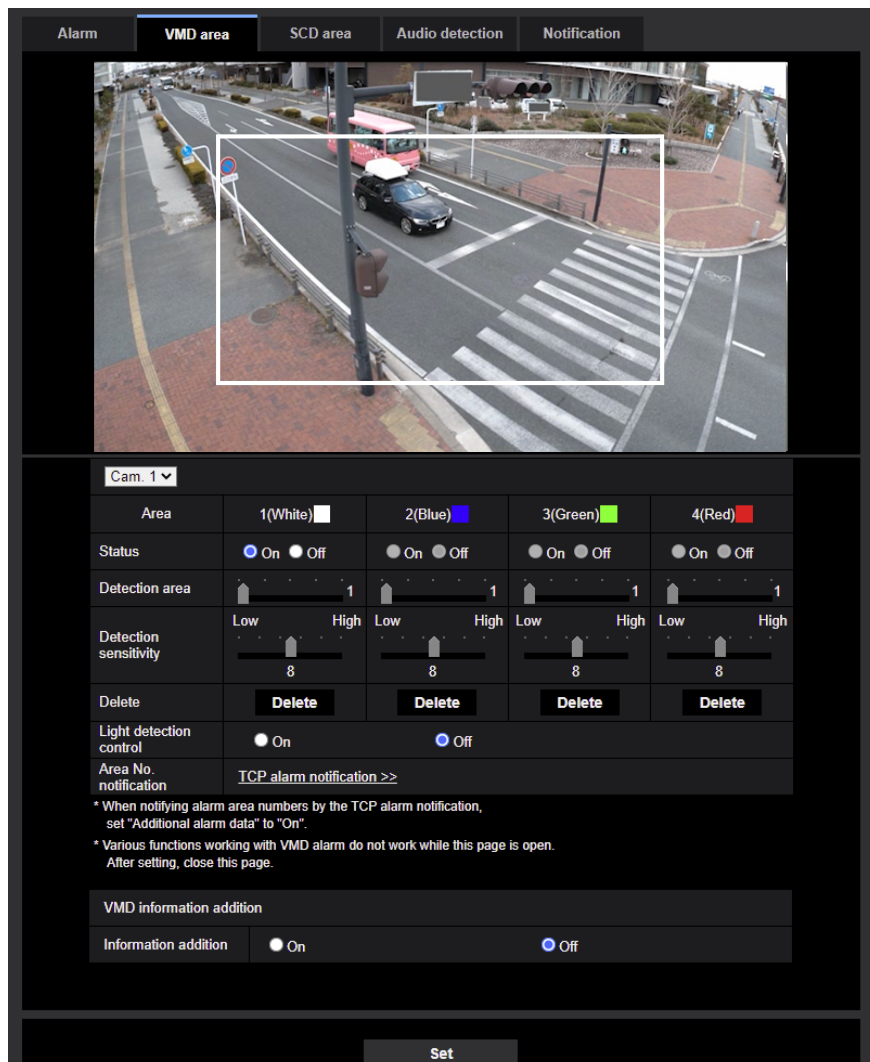 Alarm VMD area SCD area Audio detection Notification
Cam. 1
Area 1(White) 2(Blue) 3(Green) 4(Red)
Status On Off On Off On Off On Off
Detection area 1 1 1 1
Low High Low High Low High Low High
Detection
sensitivity
8 8 8 8
Delete Delete Delete Delete Delete
Light detection
control On Off
Area No.
notification TCP alarm notification >>
* When notifying alarm area numbers by the TCP alarm notification,
set "Additional alarm data" to "On".
* Various functions working with VMD alarm do not work while this page is open.
After setting, close this page.
VMD information addition
Information addition On Off
Set